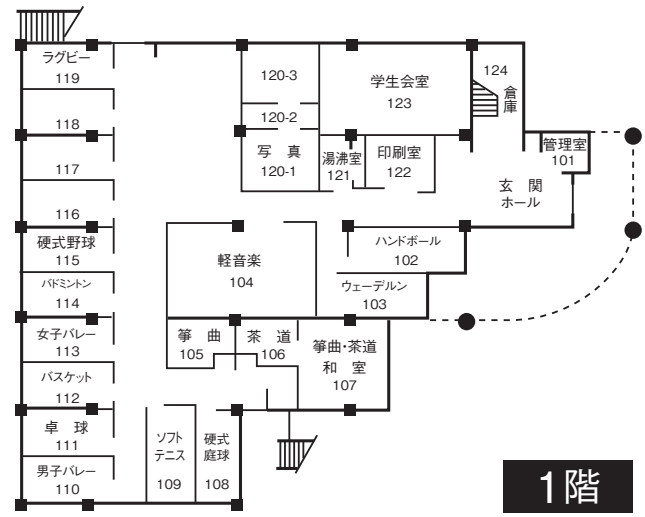 ラグビー
119
118
117
116
硬式野球
115
バドミントン
114
女子バレー
113
バスケット
112
卓 球
111
男子バレー
110
ソフト
テニス
109
硬式
庭球
108
120-3
120-2
写 真
120-1
学生会室
123
湯沸室
121
印刷室
122
124
倉庫
管理室
101
玄 関
ホール
軽音楽
104
ハンドボール
102
ウェーデルン
103
箏 曲
105
茶 道
106
箏曲・茶道
和 室
107
1階